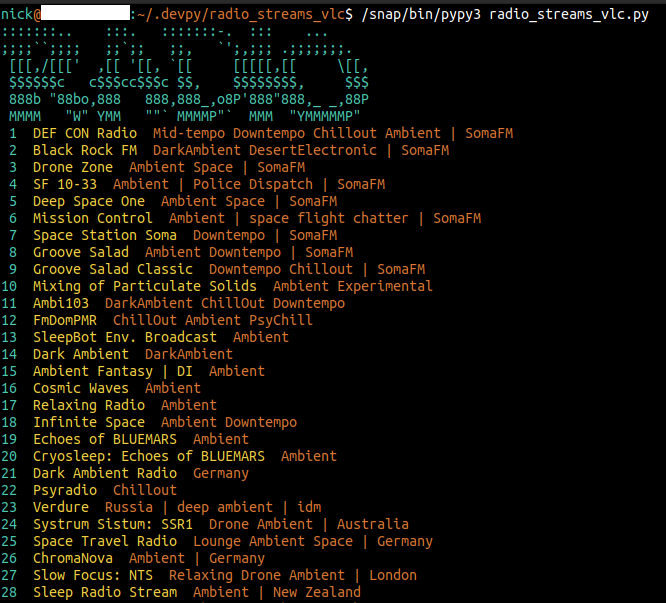 nick@:~/.devpy/radio_streams_vlc$ /snap/bin/pypy3 radio_streams_vlc.py
:::::::.. :::. :::::::-. ::: ...
;;;;``;;;; ;;`;; ;;, `';,;;; .;;;;;;;.
[[[,/[[[' ,[[ '[[, `[[ [[[[[,[[ \[[,
$$$$$$c c$$$cc$$$c $$, $$$$$$$$, $$$
888b "88bo,888 888,888_,o8P'888"888,_ _,88P
MMMM "W" YMM ""` MMMMP"` MMM "YMMMMMP"
1 DEF CON Radio Mid-tempo Downtempo Chillout Ambient | SomaFM
2 Black Rock FM DarkAmbient DesertElectronic | SomaFM
3 Drone Zone Ambient Space | SomaFM
4 SF 10-33 Ambient | Police Dispatch | SomaFM
5 Deep Space One Ambient Space | SomaFM
6 Mission Control Ambient | space flight chatter | SomaFM
7 Space Station Soma Downtempo | SomaFM
8 Groove Salad Ambient Downtempo | SomaFM
9 Groove Salad Classic Downtempo Chillout | SomaFM
10 Mixing of Particulate Solids Ambient Experimental
11 Ambi103 DarkAmbient ChillOut Downtempo
12 FmDomPMR ChillOut Ambient PsyChill
13 SleepBot Env. Broadcast Ambient
14 Dark Ambient DarkAmbient
15 Ambient Fantasy | DI Ambient
16 Cosmic Waves Ambient
17 Relaxing Radio Ambient
18 Infinite Space Ambient Downtempo
19 Echoes of BLUEMARS Ambient
20 Cryosleep: Echoes of BLUEMARS Ambient
21 Dark Ambient Radio Germany
22 Psyradio Chillout
23 Verdure Russia | deep ambient | idm
24 Systrum Sistum: SSR1 Drone Ambient | Australia
25 Space Travel Radio Lounge Ambient Space | Germany
26 ChromaNova Ambient | Germany
27 Slow Focus: NTS Relaxing Drone Ambient | London
28 Sleep Radio Stream Ambient | New Zealand